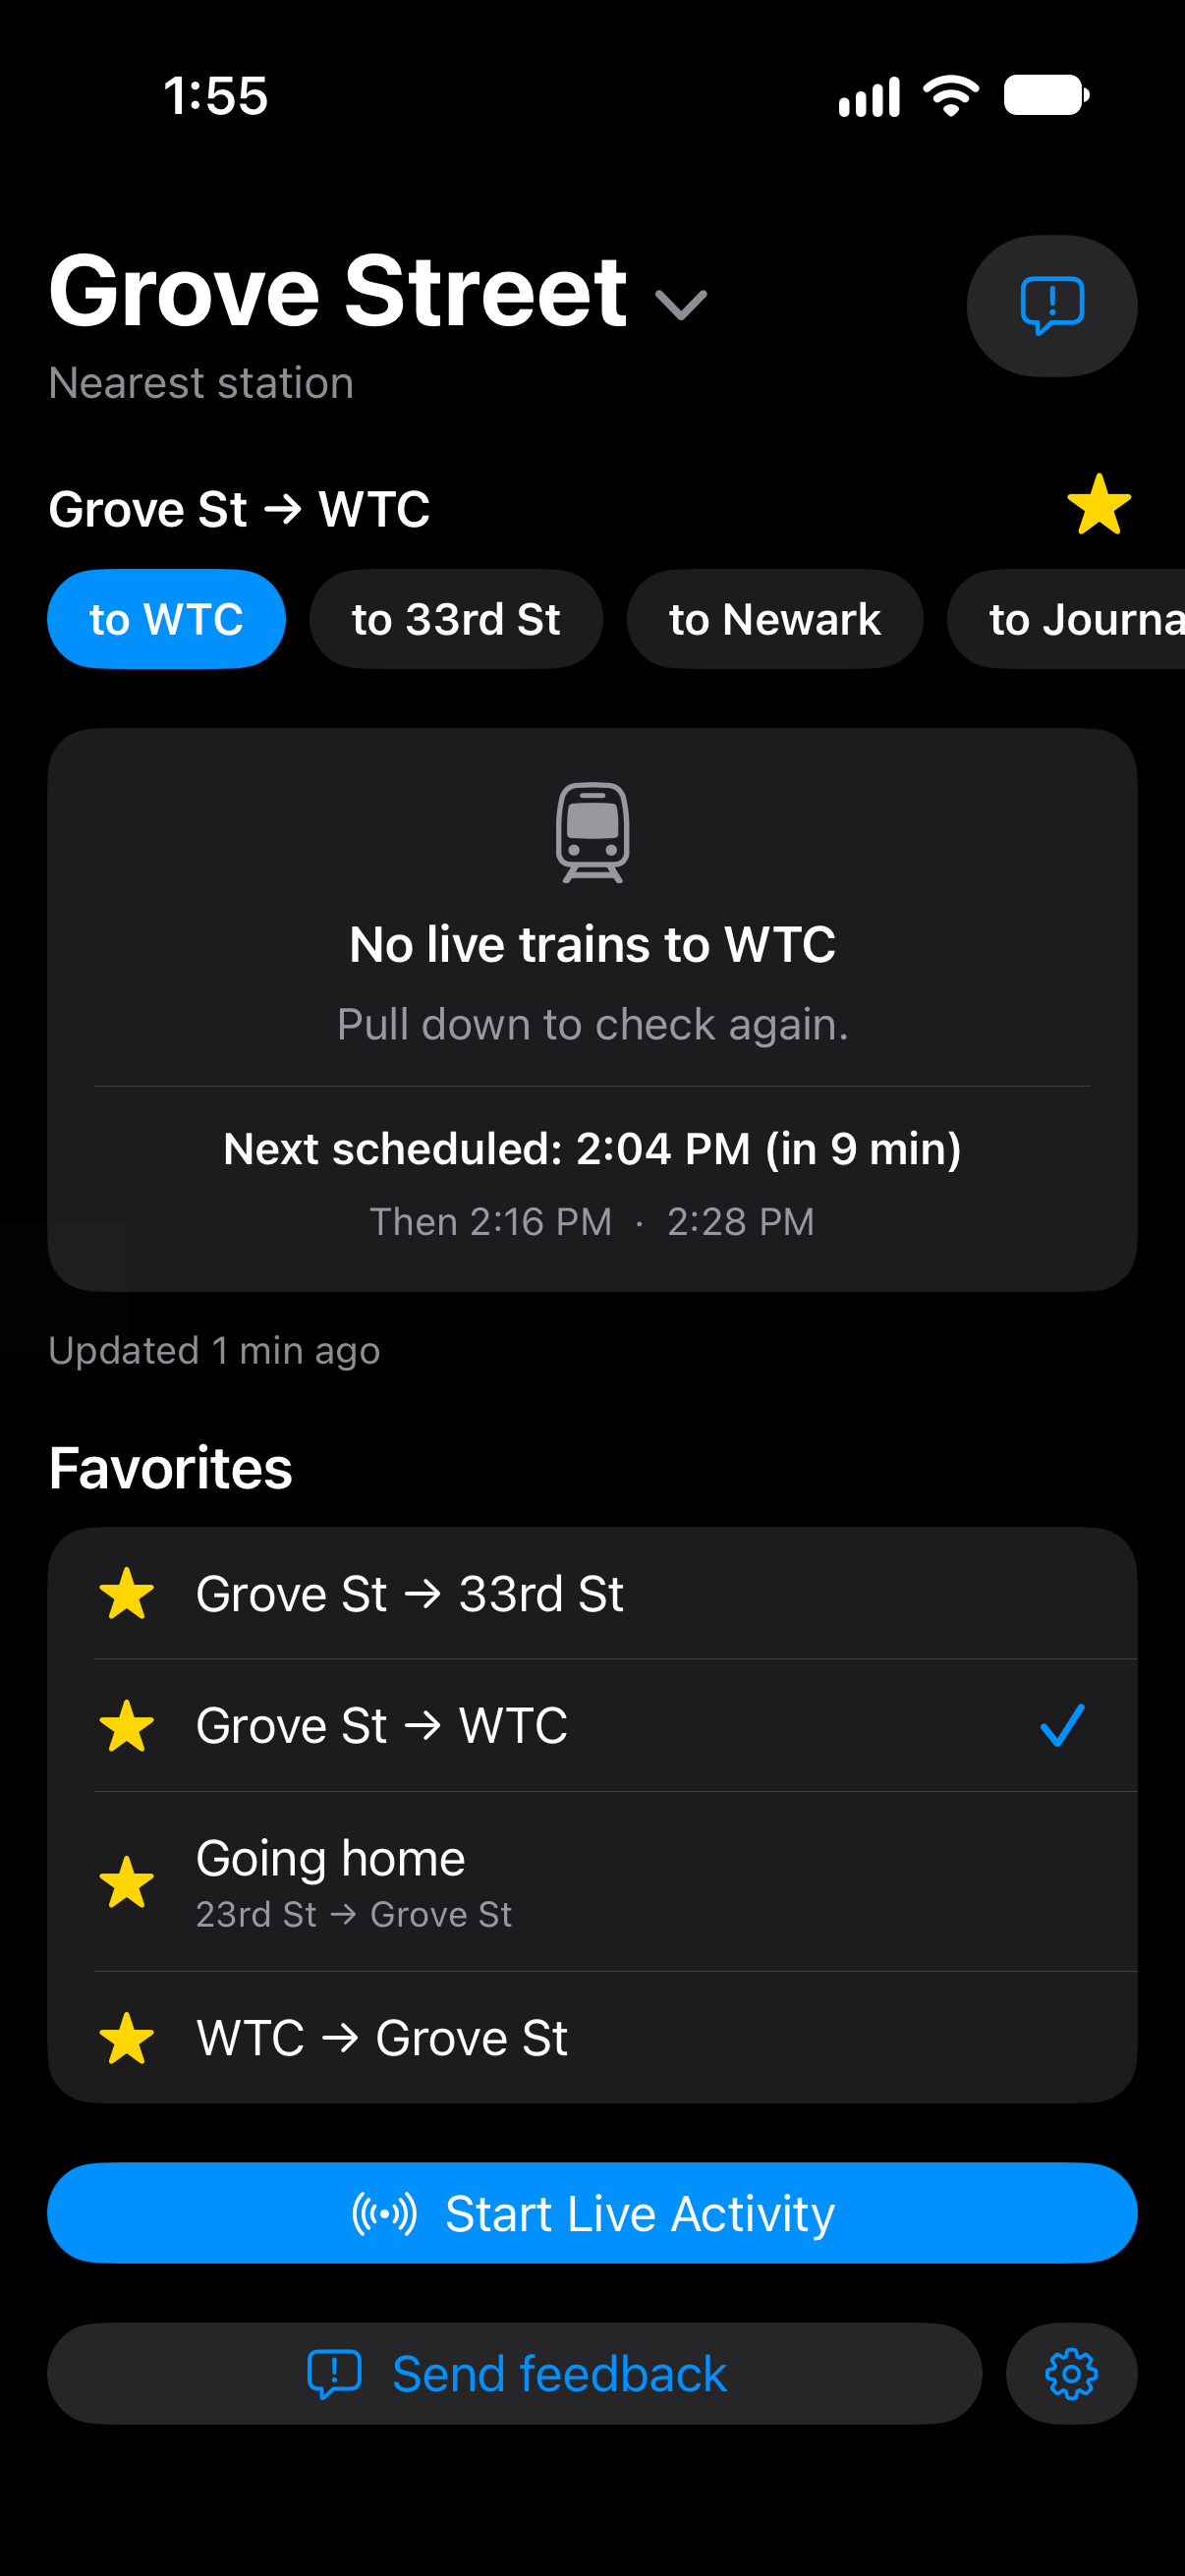 1:55
Grove Street
Nearest station
Grove St → WTC
to WTC
to 33rd St
to Newark
to Journa
No live trains to WTC
Pull down to check again.
Next scheduled: 2:04 PM (in 9 min)
Then 2:16 PM · 2:28 PM
Updated 1 min ago
Favorites
Grove St → 33rd St
Grove St → WTC
Going home
23rd St → Grove St
WTC → Grove St
Start Live Activity
Send feedback